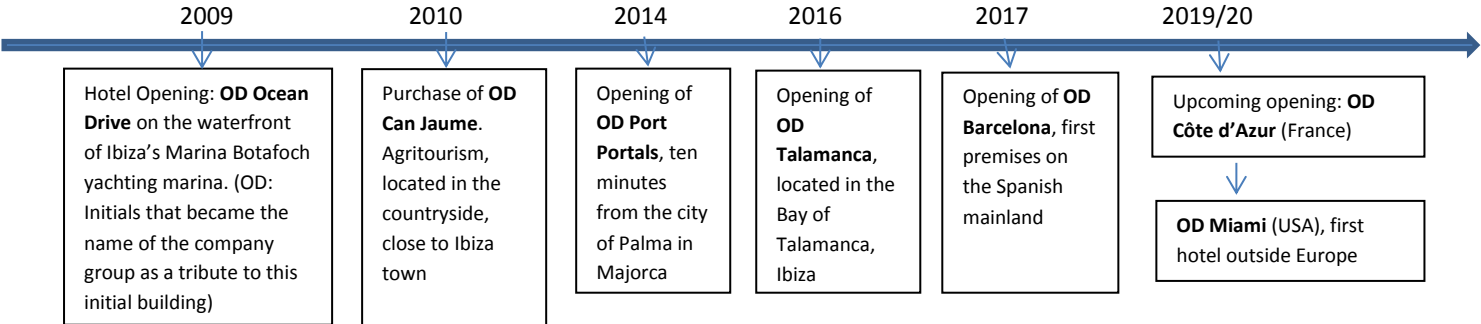 2009
2010
2014
2016
2017
2019/20
Hotel Opening: OD Ocean
Drive on the waterfront
of Ibiza’s Marina Botafoch
yachting marina. (OD:
Initials that became the
name of the company
group as a tribute to this
initial building)
Purchase of OD
Can Jaume.
Agritourism,
located in the
countryside,
close to Ibiza
town
Opening of
OD Port
Portals, ten
minutes
from the city
of Palma in
Majorca
Opening of
OD
Talamanca,
located in the
Bay of
Talamanca,
Ibiza
Opening of OD
Barcelona, first
premises on
the Spanish
mainland
Upcoming opening: OD
Côte d’Azur (France)
OD Miami (USA), first
hotel outside Europe